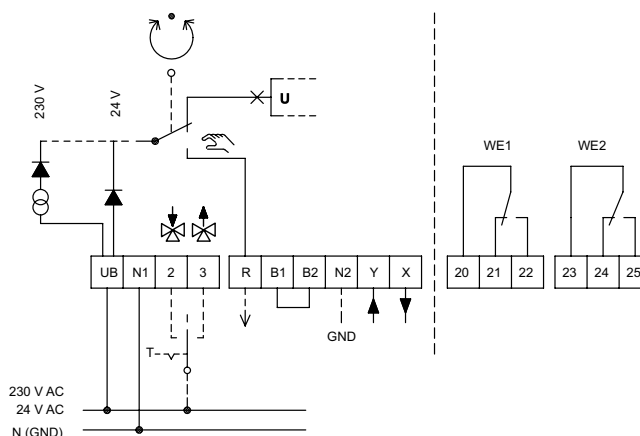 230 V
24 V
U
WE1
WE2
UB N1 2 3 R B1 B2 N2 Y X
20 21 22 23 24 25
GND
T
230 V AC
24 V AC
N (GND)